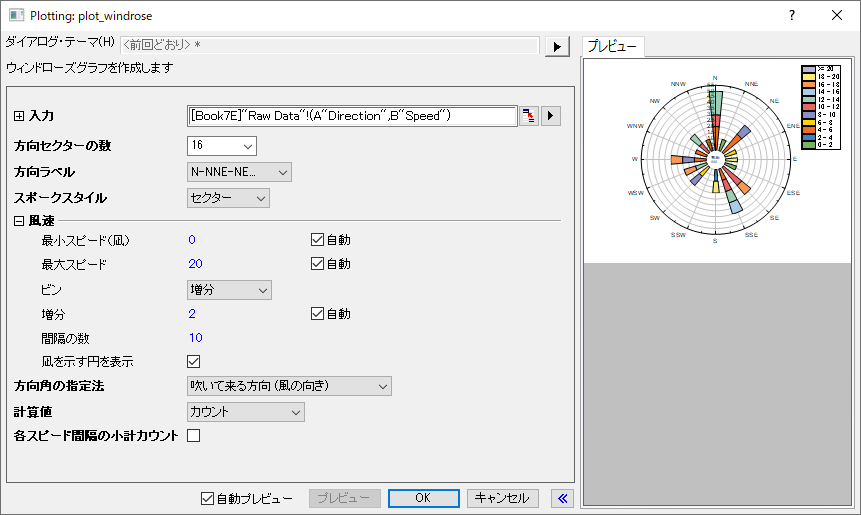 Plotting: plot_windrose
ダイアログ・テーマ(H) <前回どおり> *
ウィンドローズグラフを作成します
入力 [Book7E]"Raw Data"!(A"Direction",B"Speed")
方向セクターの数 16
方向ラベル N-NNE-NE...
スポークスタイル セクター
風速
最小スピード(凪) 0 自動
最大スピード 20 自動
ビン 増分
増分 2 自動
間隔の数 10
凪を示す円を表示
方向角の指定法 吹いて来る方向 (風の向き)
計算値 カウント
各スピード間隔の小計カウント
自動プレビュー プレビュー OK キャンセル
プレビュー
N
NNE
NE
ENE
E
ESE
SE
SSE
S
SSW
SW
WSW
W
WNW
NW
NNW
>= 20
18 - 20
16 - 18
14 - 16
12 - 14
10 - 12
8 - 10
6 - 8
4 - 6
2 - 4
0 - 2